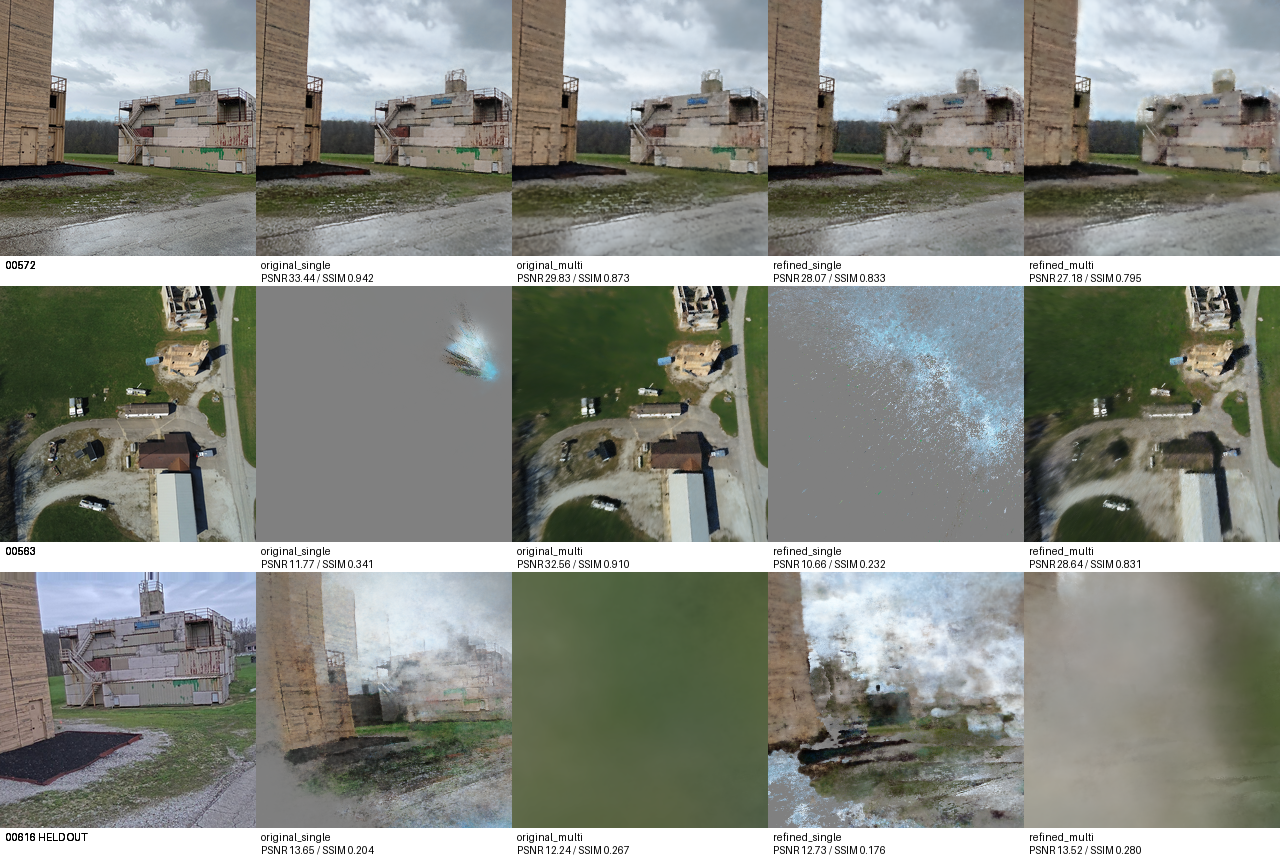 00572
original_single
PSNR 33.44 / SSIM 0.942
original_multi
PSNR 29.83 / SSIM 0.873
refined_single
PSNR 28.07 / SSIM 0.833
refined_multi
PSNR 27.18 / SSIM 0.795
00563
original_single
PSNR 11.77 / SSIM 0.341
original_multi
PSNR 32.56 / SSIM 0.910
refined_single
PSNR 10.66 / SSIM 0.232
refined_multi
PSNR 28.64 / SSIM 0.831
00616 HELDOUT
original_single
PSNR 13.65 / SSIM 0.204
original_multi
PSNR 12.24 / SSIM 0.267
refined_single
PSNR 12.73 / SSIM 0.176
refined_multi
PSNR 13.52 / SSIM 0.280